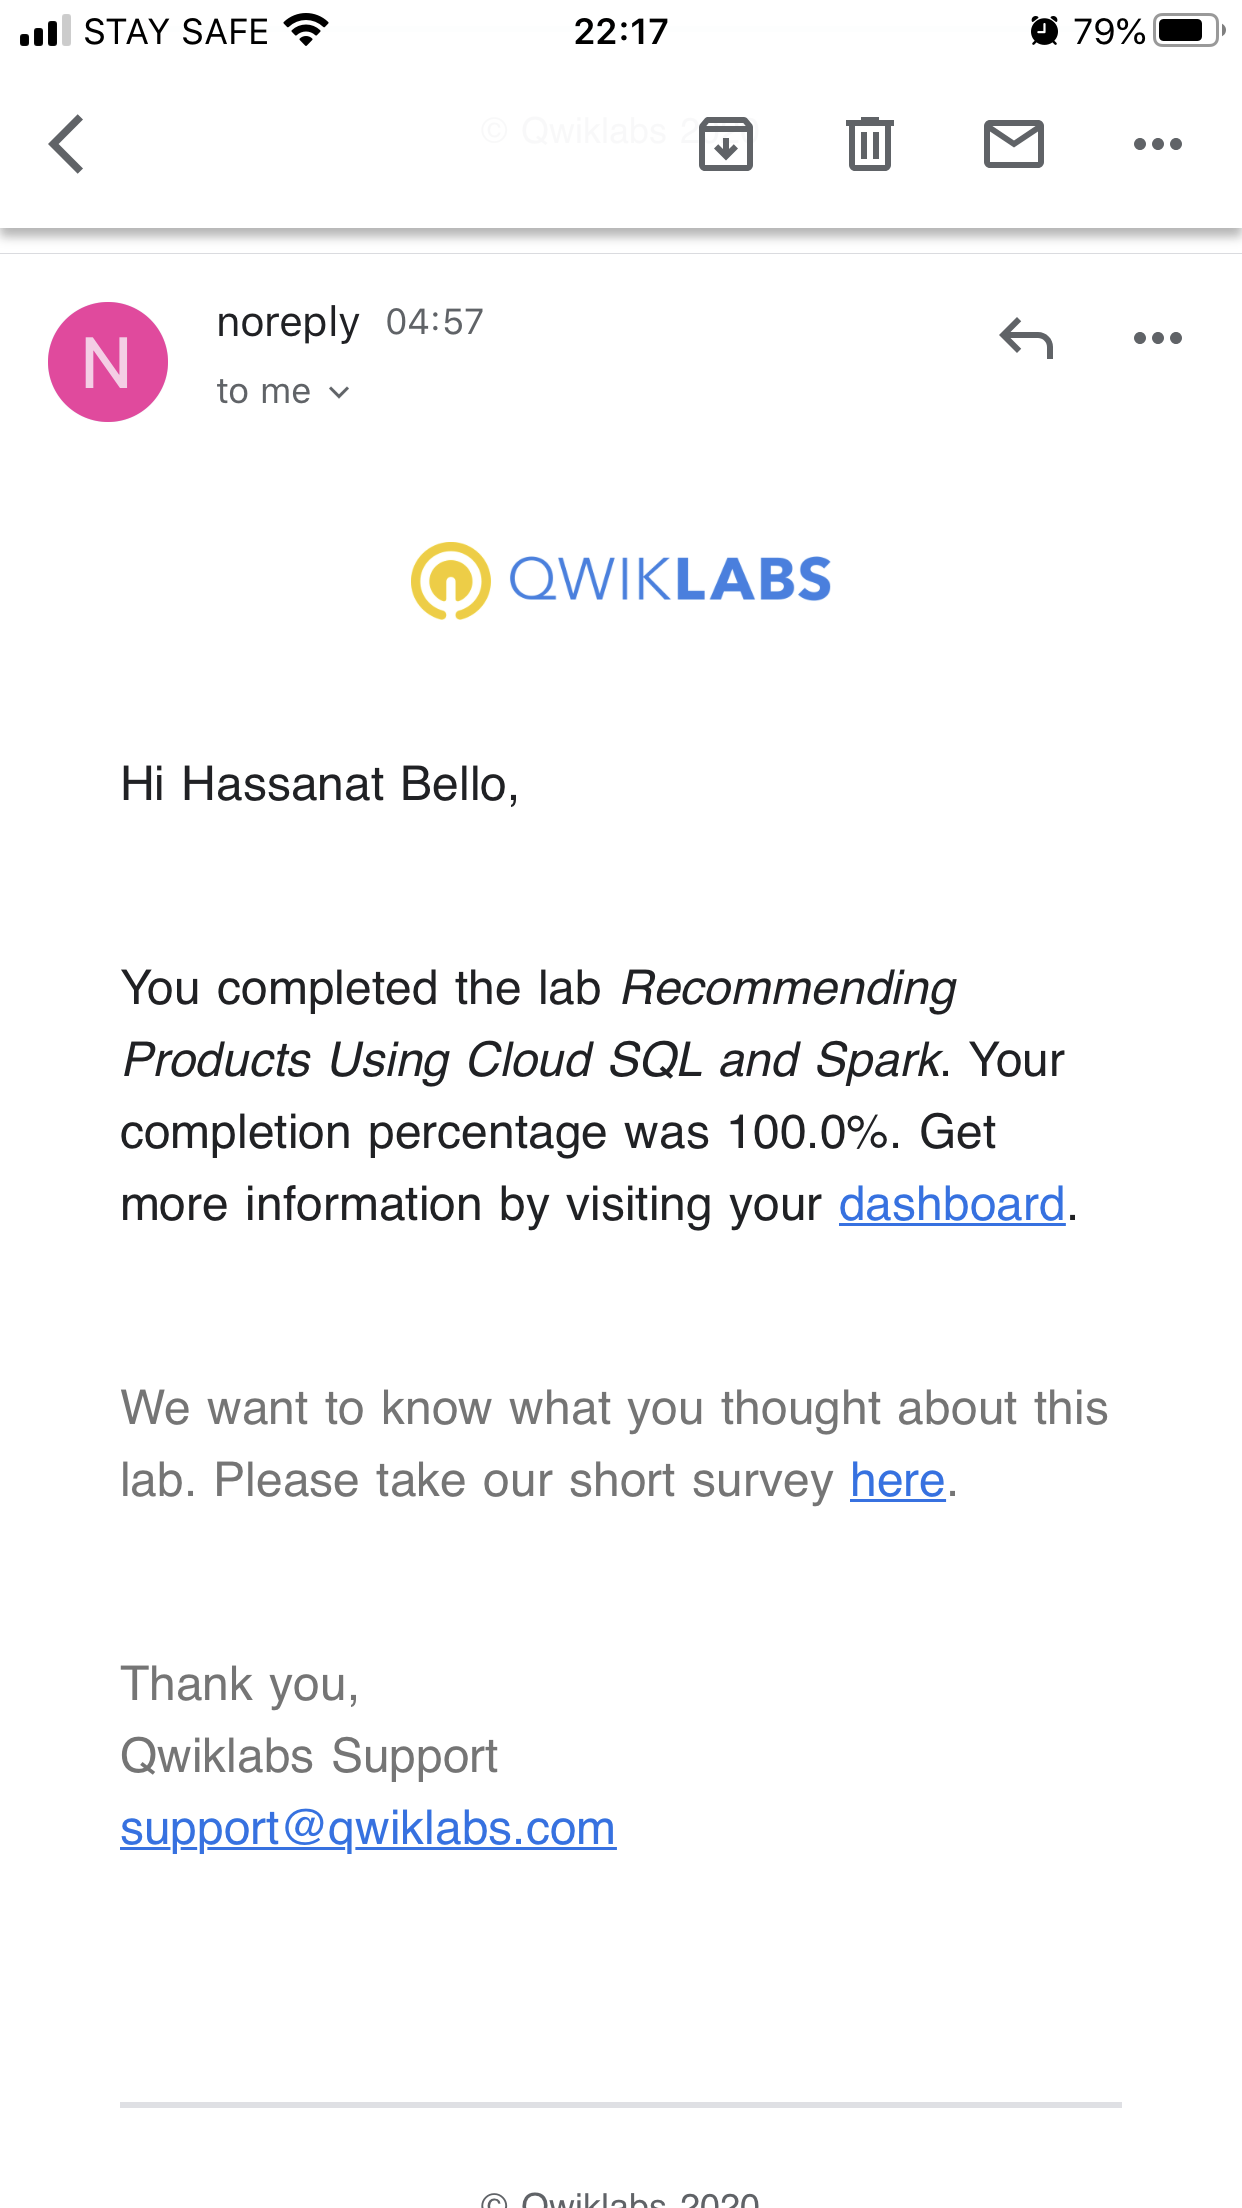 STAY SAFE 22:17 79%
© Qwiklabs 2
N
noreply 04:57
to me
QWIKLABS
Hi Hassanat Bello,
You completed the lab Recommending
Products Using Cloud SQL and Spark. Your
completion percentage was 100.0%. Get
more information by visiting your dashboard.
We want to know what you thought about this
lab. Please take our short survey here.
Thank you,
Qwiklabs Support
support@qwiklabs.com
© Qwiklabs 2020